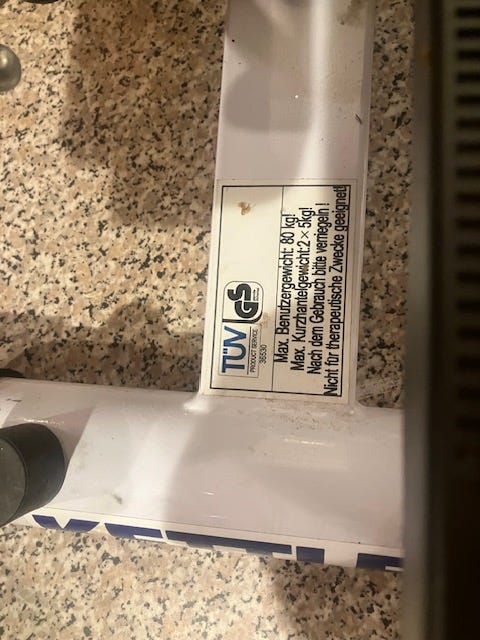 TÜV
PRODUCT SERVICE
36530
GS
Max. Benutzergewicht: 80 kg!
Max. Kurzhantelgewicht:2× 5kg!
Nach dem Gebrauch bitte verriegeln !
Nicht für therapeutische Zwecke geeignet!